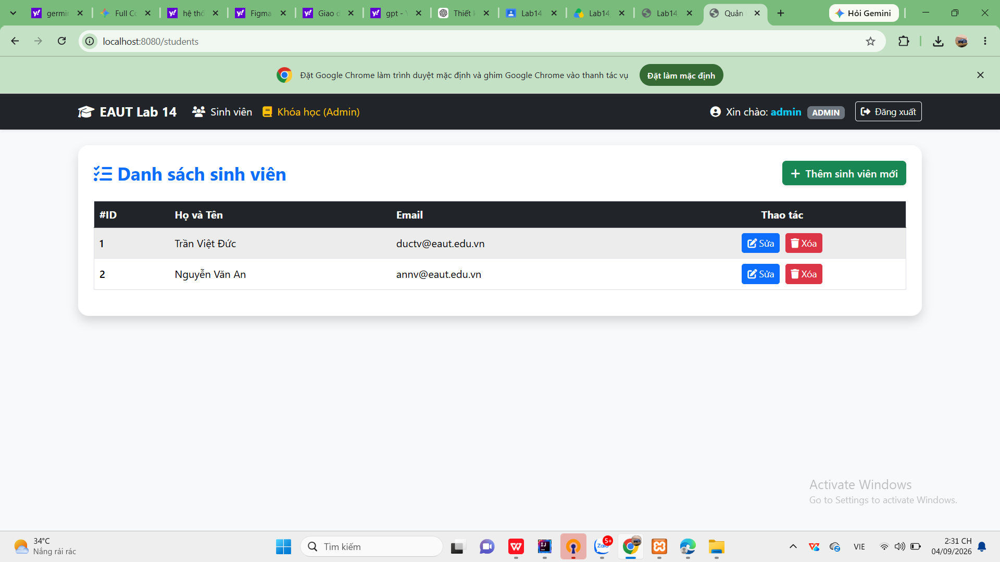 germi
Full Co
hệ thố
Figma
Giao d
gpt - Y
Thiết k
Lab14
Lab14
Lab14
Quản
Hỏi Gemini
localhost:8080/students
Đặt Google Chrome làm trình duyệt mặc định và ghim Google Chrome vào thanh tác vụ
Đặt làm mặc định
EAUT Lab 14
Sinh viên
Khóa học (Admin)
Xin chào: admin
ADMIN
Đăng xuất
Danh sách sinh viên
Thêm sinh viên mới
#ID Họ và Tên Email Thao tác
1 Trần Việt Đức ductv@eaut.edu.vn Sửa Xóa
2 Nguyễn Văn An annv@eaut.edu.vn Sửa Xóa
Activate Windows
Go to Settings to activate Windows.
34°C
Nắng rải rác
Tìm kiếm
5+
Zalo
VIE
2:31 CH
04/09/2026